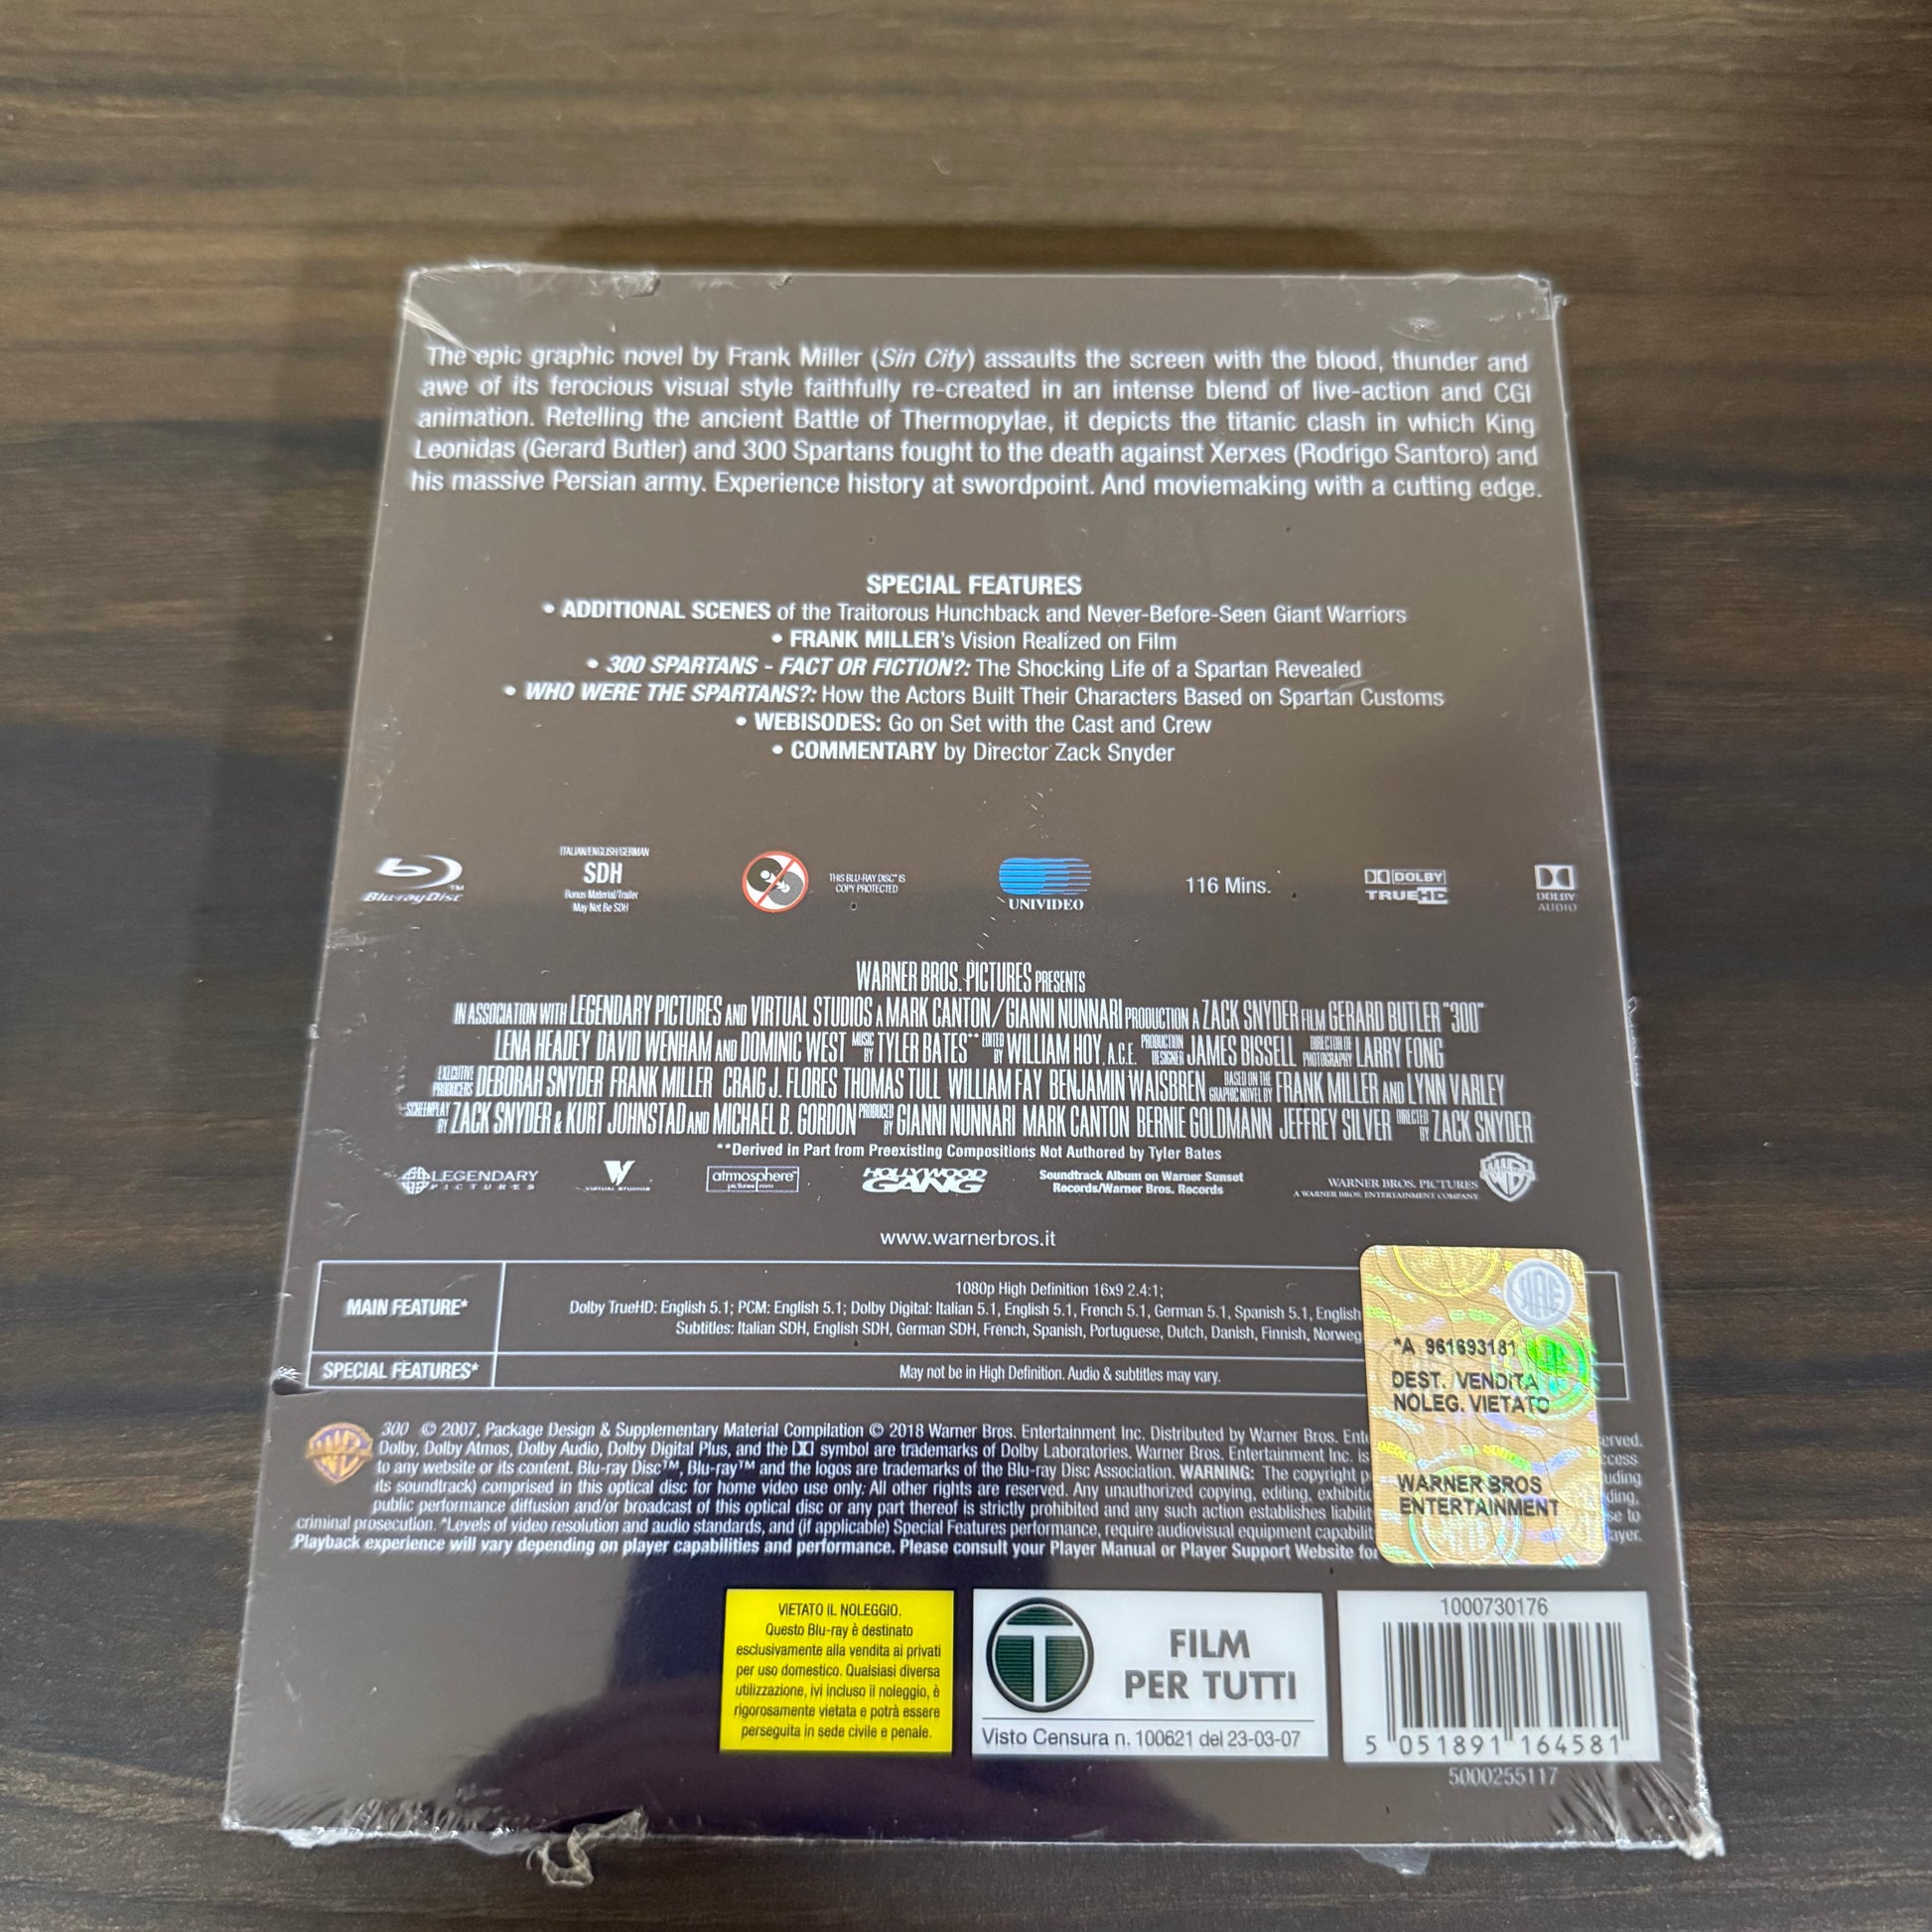 The epic graphic novel by Frank Miller (Sin City) assaults the screen with the blood, thunder and
awe of its ferocious visual style faithfully re-created in an intense blend of live-action and CGI
animation. Retelling the ancient Battle of Thermopylae, it depicts the titanic clash in which King
Leonidas (Gerard Butler) and 300 Spartans fought to the death against Xerxes (Rodrigo Santoro) and
his massive Persian army. Experience history at swordpoint. And moviemaking with a cutting edge.
SPECIAL FEATURES
• ADDITIONAL SCENES of the Traitorous Hunchback and Never-Before-Seen Giant Warriors
• FRANK MILLER's Vision Realized on Film
• 300 SPARTANS - FACT OR FICTION?: The Shocking Life of a Spartan Revealed
• WHO WERE THE SPARTANS?: How the Actors Built Their Characters Based on Spartan Customs
• WEBISODES: Go on Set with the Cast and Crew
• COMMENTARY by Director Zack Snyder
Blu-ray Disc™
ITALIAN/ENGLISH/GERMAN
SDH
Bonus Material/Trailer
May Not Be SDH
THIS BLU-RAY DISC™ IS
COPY PROTECTED
UNIVIDEO
116 Mins.
DOLBY
TRUEHD
DOLBY
AUDIO
WARNER BROS. PICTURES PRESENTS
IN ASSOCIATION WITH LEGENDARY PICTURES AND VIRTUAL STUDIOS A MARK CANTON/GIANNI NUNNARI PRODUCTION A ZACK SNYDER FILM GERARD BUTLER "300"
LENA HEADEY DAVID WENHAM AND DOMINIC WEST MUSIC BY TYLER BATES** EDITED BY WILLIAM HOY, A.C.E. PRODUCTION DESIGNER JAMES BISSELL DIRECTOR OF PHOTOGRAPHY LARRY FONG
EXECUTIVE PRODUCERS DEBORAH SNYDER FRANK MILLER CRAIG J. FLORES THOMAS TULL WILLIAM FAY BENJAMIN WAISBREN BASED ON THE GRAPHIC NOVEL BY FRANK MILLER AND LYNN VARLEY
SCREENPLAY BY ZACK SNYDER & KURT JOHNSTAD AND MICHAEL B. GORDON PRODUCED BY GIANNI NUNNARI MARK CANTON BERNIE GOLDMANN JEFFREY SILVER DIRECTED BY ZACK SNYDER
**Derived in Part from Preexisting Compositions Not Authored by Tyler Bates
LEGENDARY
PICTURES
VIRTUAL STUDIOS
atmosphere
pictures.com
HOLLYWOOD
GANG
Soundtrack Album on Warner Sunset
Records/Warner Bros. Records
WARNER BROS. PICTURES
A WARNER BROS. ENTERTAINMENT COMPANY
www.warnerbros.it
MAIN FEATURE*
1080p High Definition 16x9 2.4:1;
Dolby TrueHD: English 5.1; PCM: English 5.1; Dolby Digital: Italian 5.1, English 5.1, French 5.1, German 5.1, Spanish 5.1, English
Subtitles: Italian SDH, English SDH, German SDH, French, Spanish, Portuguese, Dutch, Danish, Finnish, Norweg
SPECIAL FEATURES*
May not be in High Definition. Audio & subtitles may vary.
SIAE
*A 961693181
DEST. VENDITA
NOLEG. VIETATO
WARNER BROS
ENTERTAINMENT
300 © 2007, Package Design & Supplementary Material Compilation © 2018 Warner Bros. Entertainment Inc. Distributed by Warner Bros. Ente erved.
Dolby, Dolby Atmos, Dolby Audio, Dolby Digital Plus, and the symbol are trademarks of Dolby Laboratories. Warner Bros. Entertainment Inc. is ccess
to any website or its content. Blu-ray Disc™, Blu-ray™ and the logos are trademarks of the Blu-ray Disc Association. WARNING: The copyright p uding
its soundtrack) comprised in this optical disc for home video use only. All other rights are reserved. Any unauthorized copying, editing, exhibitic ding,
public performance diffusion and/or broadcast of this optical disc or any part thereof is strictly prohibited and any such action establishes liabilit se to
criminal prosecution. *Levels of video resolution and audio standards, and (if applicable) Special Features performance, require audiovisual equipment capabilit ayer.
Playback experience will vary depending on player capabilities and performance. Please consult your Player Manual or Player Support Website for
VIETATO IL NOLEGGIO.
Questo Blu-ray è destinato
esclusivamente alla vendita ai privati
per uso domestico. Qualsiasi diversa
utilizzazione, ivi incluso il noleggio, è
rigorosamente vietata e potrà essere
perseguita in sede civile e penale.
T
FILM
PER TUTTI
Visto Censura n. 100621 del 23-03-07
1000730176
5 051891 164581
5000255117